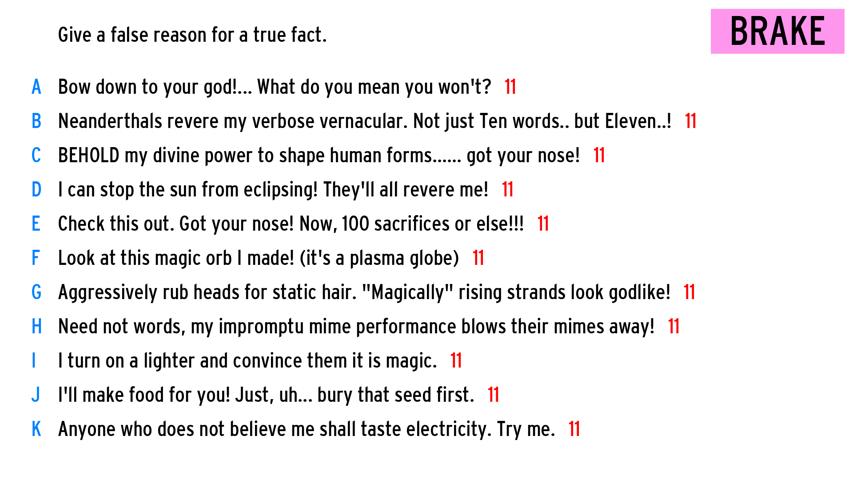 Give a false reason for a true fact.
BRAKE
A Bow down to your god!... What do you mean you won't? 11
B Neanderthals revere my verbose vernacular. Not just Ten words.. but Eleven..! 11
C BEHOLD my divine power to shape human forms...... got your nose! 11
D I can stop the sun from eclipsing! They'll all revere me! 11
E Check this out. Got your nose! Now, 100 sacrifices or else!!! 11
F Look at this magic orb I made! (it's a plasma globe) 11
G Aggressively rub heads for static hair. "Magically" rising strands look godlike! 11
H Need not words, my impromptu mime performance blows their mimes away! 11
I I turn on a lighter and convince them it is magic. 11
J I'll make food for you! Just, uh... bury that seed first. 11
K Anyone who does not believe me shall taste electricity. Try me. 11